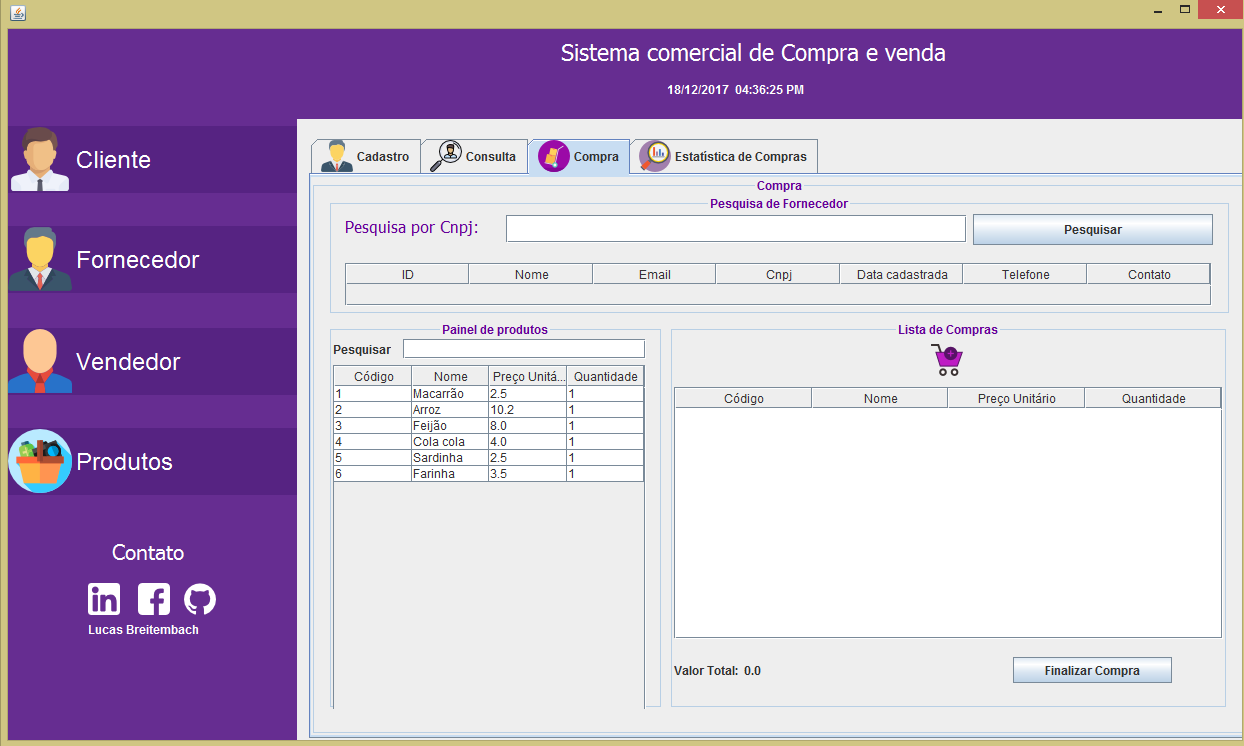 Sistema comercial de Compra e venda
18/12/2017 04:36:25 PM
Cliente
Fornecedor
Vendedor
Produtos
Contato
in f
Lucas Breitembach
Cadastro Consulta Compra Estatística de Compras
Compra
Pesquisa de Fornecedor
Pesquisa por Cnpj: Pesquisar
ID Nome Email Cnpj Data cadastrada Telefone Contato
Painel de produtos
Pesquisar
Código Nome Preço Unitá... Quantidade
1 Macarrão 2.5 1
2 Arroz 10.2 1
3 Feijão 8.0 1
4 Cola cola 4.0 1
5 Sardinha 2.5 1
6 Farinha 3.5 1
Lista de Compras
Código Nome Preço Unitário Quantidade
Valor Total: 0.0 Finalizar Compra